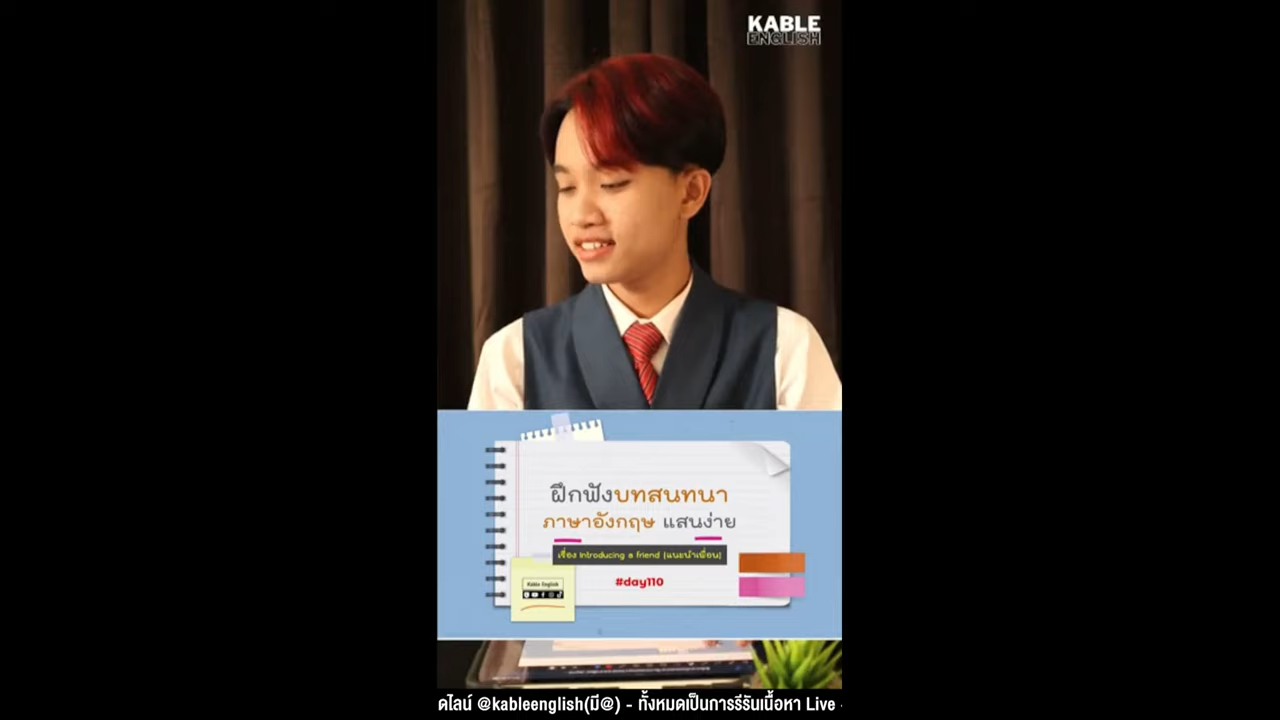 KABLE
ENGLISH
ฝึกฟังบทสนทนา
ภาษาอังกฤษ แสนง่าย
เรื่อง Introducing a friend (แนะนำเพื่อน)
#day110
Kable English
ดไลน์ @kableenglish(มี@) - ทั้งหมดเป็นการรีรันเนื้อหา Live -